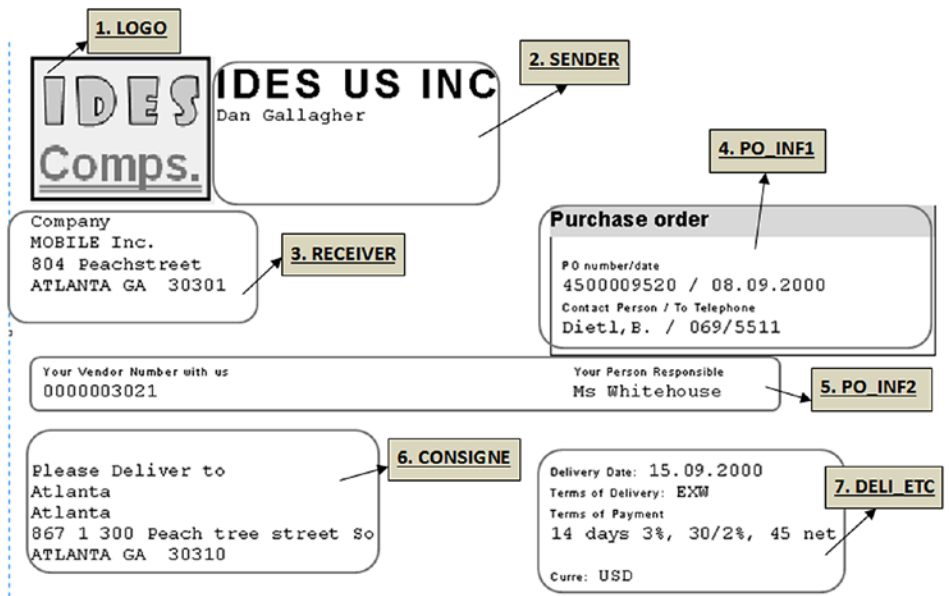 1. LOGO
IDES
Comps.
IDES US INC
Dan Gallagher
2. SENDER
Company
MOBILE Inc.
804 Peachstreet
ATLANTA GA 30301
3. RECEIVER
4. PO_INF1
Purchase order
PO number/date
4500009520 / 08.09.2000
Contact Person / To Telephone
Dietl,B. / 069/5511
Your Vendor Number with us
0000003021
Your Person Responsible
Ms Whitehouse
5. PO_INF2
Please Deliver to
Atlanta
Atlanta
867 1 300 Peach tree street So
ATLANTA GA 30310
6. CONSIGNE
Delivery Date: 15.09.2000
Terms of Delivery: EXW
Terms of Payment
14 days 3%, 30/2%, 45 net
Curre: USD
7. DELI_ETC